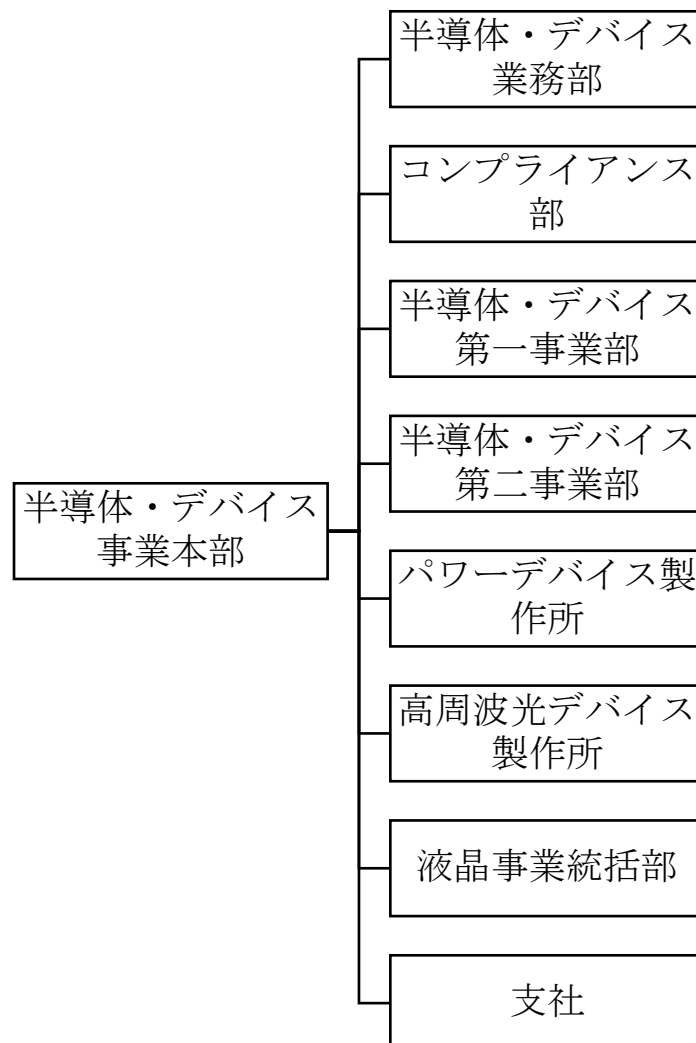 半導体・デバイス
業務部
コンプライアンス
部
半導体・デバイス
第一事業部
半導体・デバイス
第二事業部
半導体・デバイス
事業本部
パワーデバイス製
作所
高周波光デバイス
製作所
液晶事業統括部
支社